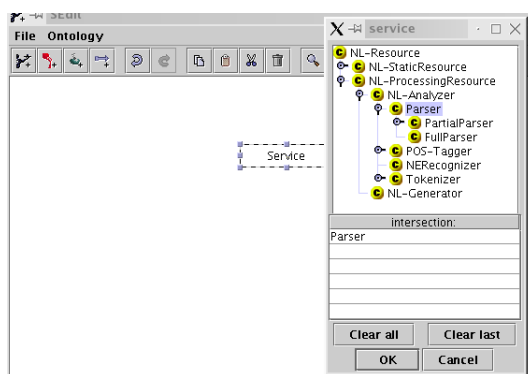 SEdit
File Ontology
Service
service
C NL-Resource
C NL-StaticResource
C NL-ProcessingResource
C NL-Analyzer
C Parser
C PartialParser
C FullParser
C POS-Tagger
C NERecognizer
C Tokenizer
C NL-Generator
intersection:
Parser
Clear all Clear last
OK Cancel